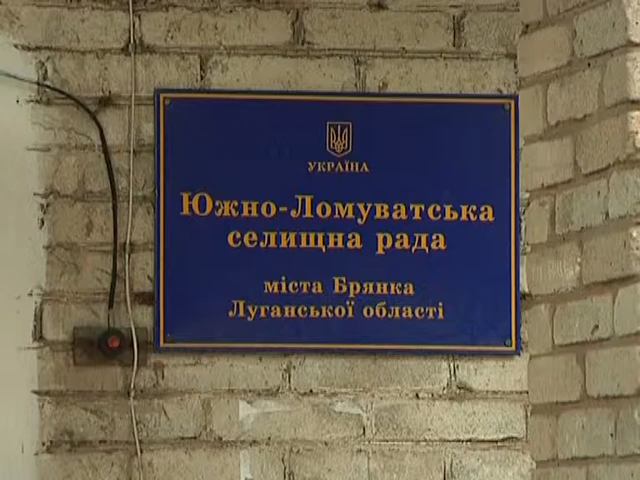 УКРАЇНА
Южно-Ломуватська
селищна рада
міста Брянка
Луганської області